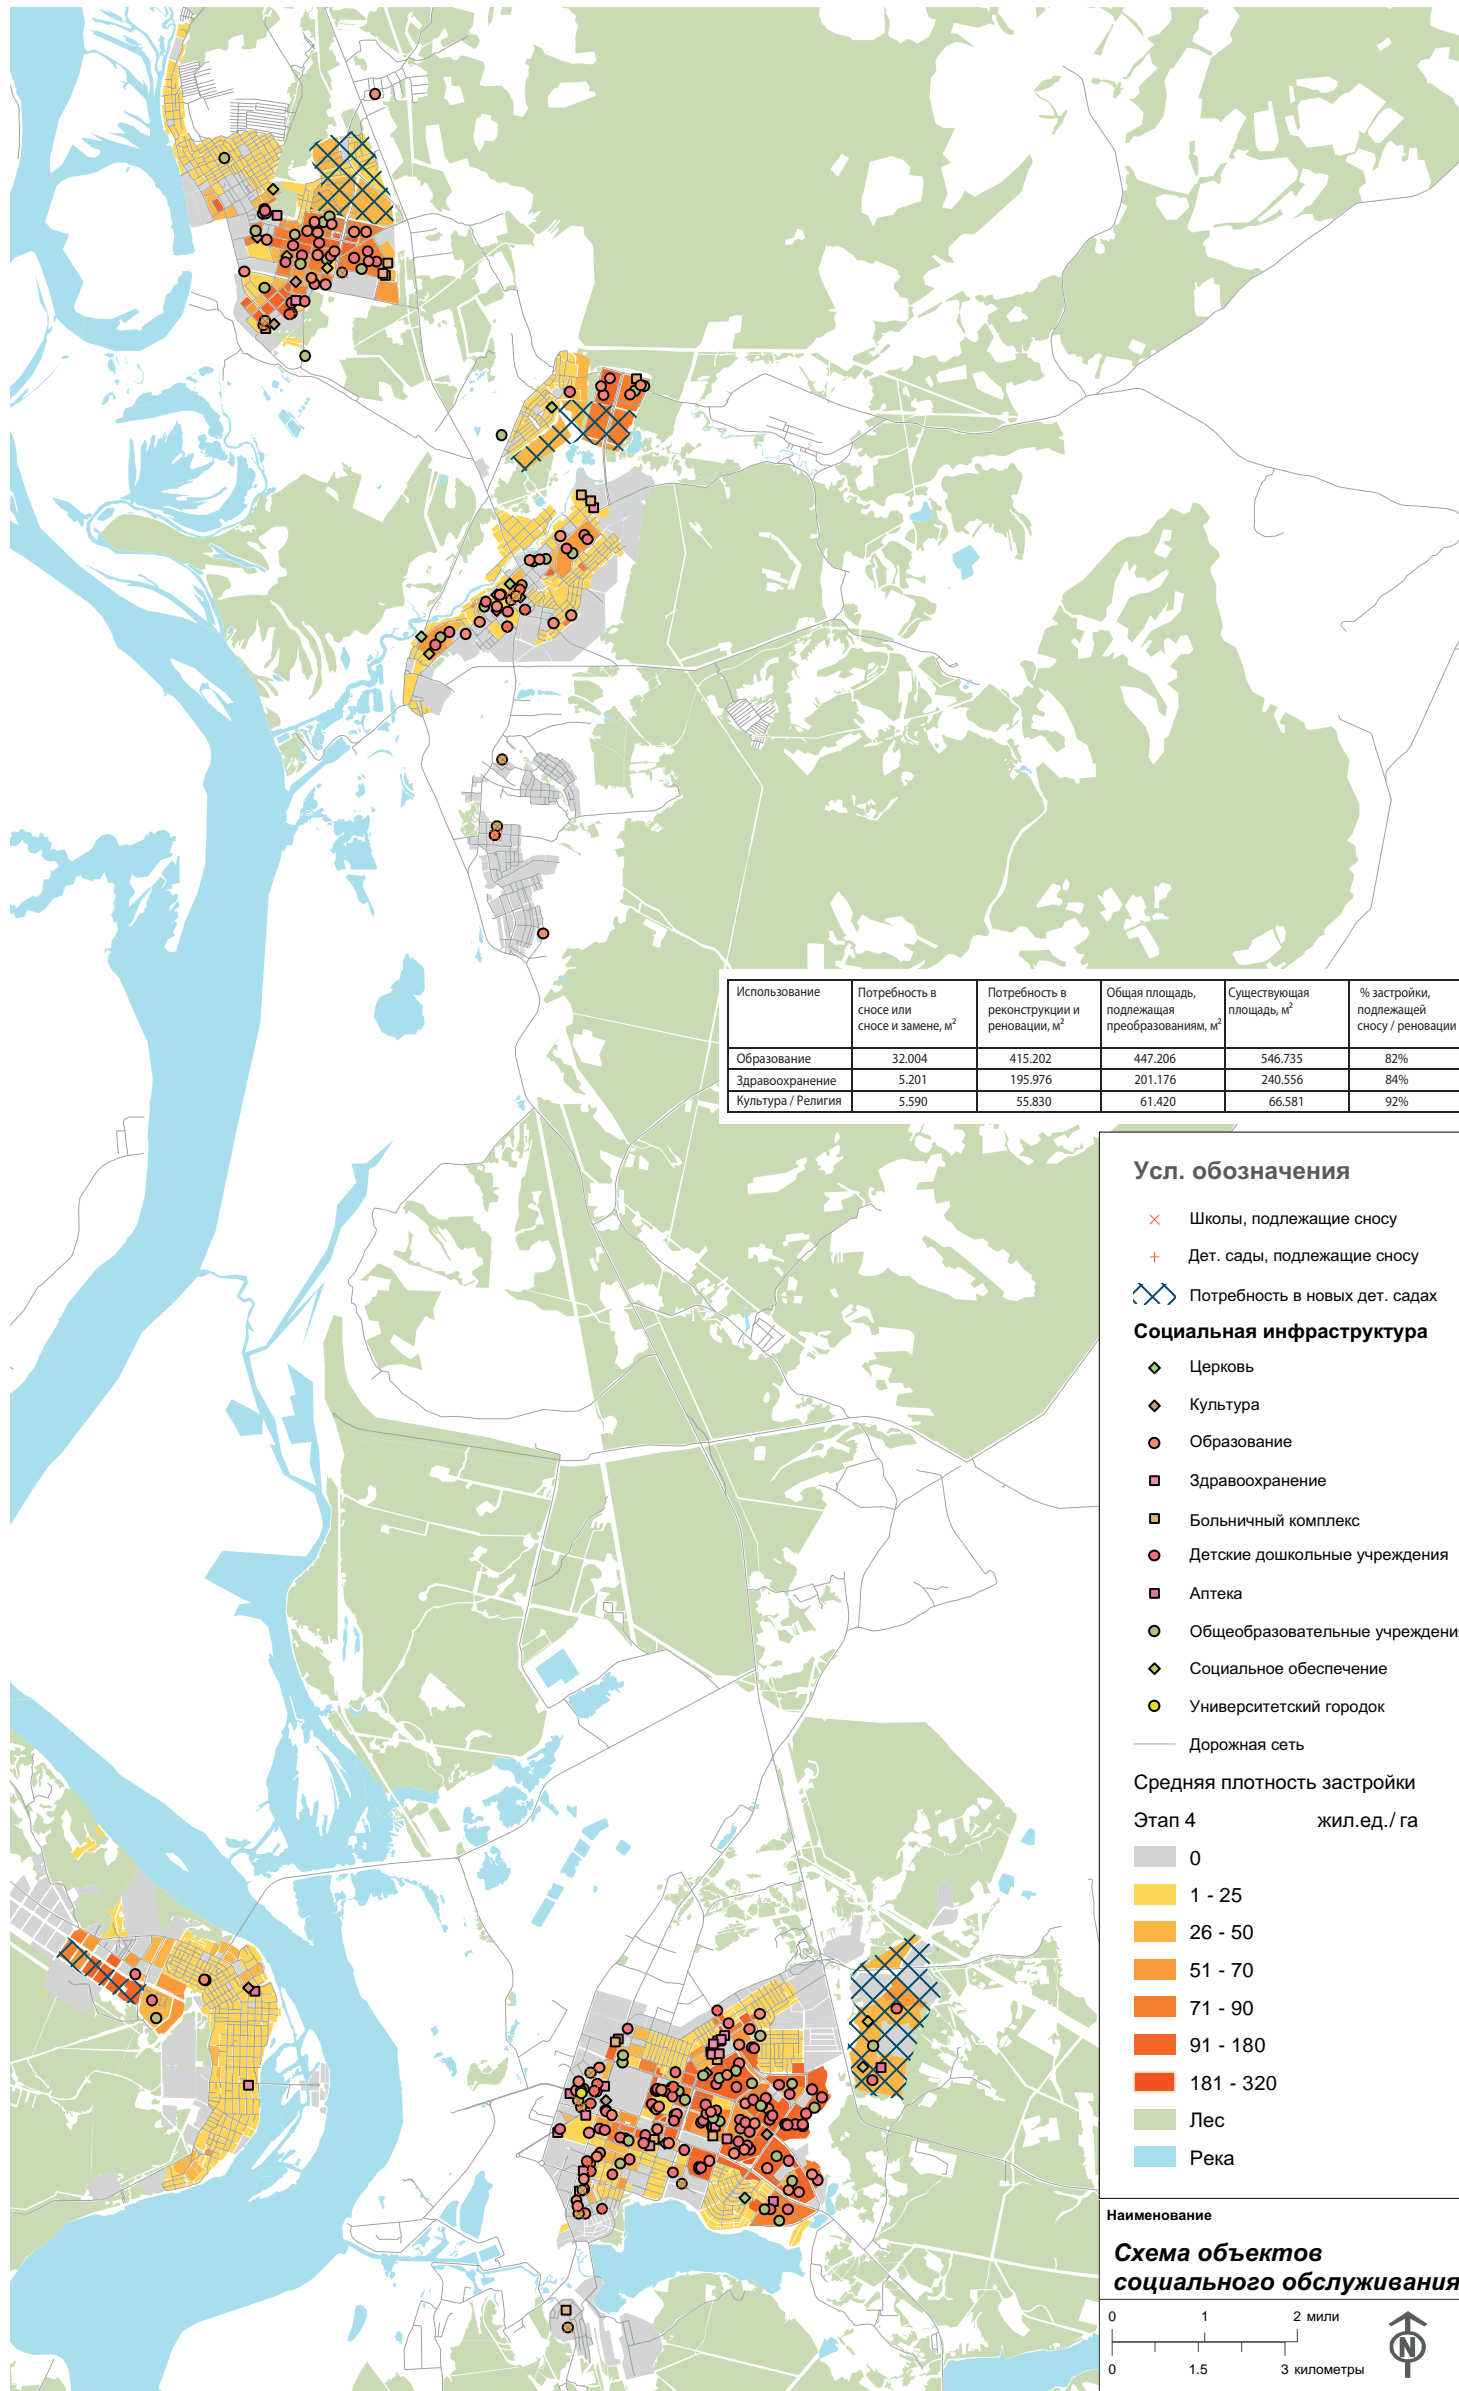 Использование
Потребность в
сносе или
сносе и замене, м²
Потребность в
реконструкции и
реновации, м²
Общая площадь,
подлежащая
преобразованиям, м²
Существующая
площадь, м²
% застройки,
подлежащей
сносу / реновации
Образование 32.004 415.202 447.206 546.735 82%
Здравоохранение 5.201 195.976 201.176 240.556 84%
Культура / Религия 5.590 55.830 61.420 66.581 92%
Усл. обозначения
Школы, подлежащие сносу
Дет. сады, подлежащие сносу
Потребность в новых дет. садах
Социальная инфраструктура
Церковь
Культура
Образование
Здравоохранение
Больничный комплекс
Детские дошкольные учреждения
Аптека
Общеобразовательные учреждени
Социальное обеспечение
Университетский городок
Дорожная сеть
Средняя плотность застройки
Этап 4 жил.ед./ га
0
1 - 25
26 - 50
51 - 70
71 - 90
91 - 180
181 - 320
Лес
Река
Наименование
Схема объектов
социального обслуживания
0 1 2 мили
0 1.5 3 километры
N